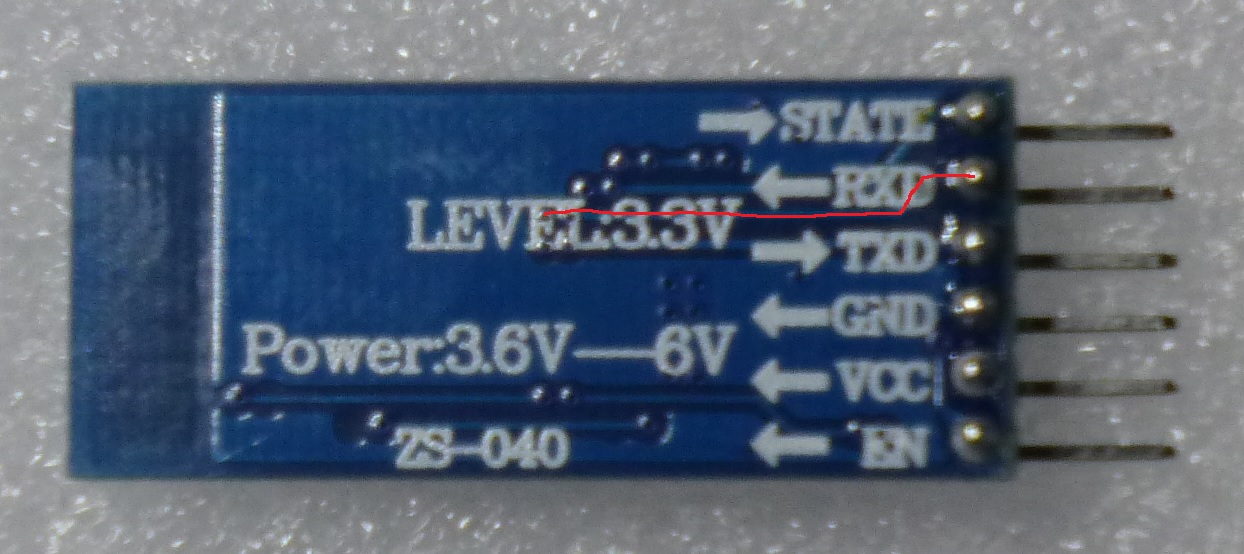 STATE
RXD
LEVEL:3.3V
TXD
GND
Power:3.6V—6V
VCC
ZS-040
EN